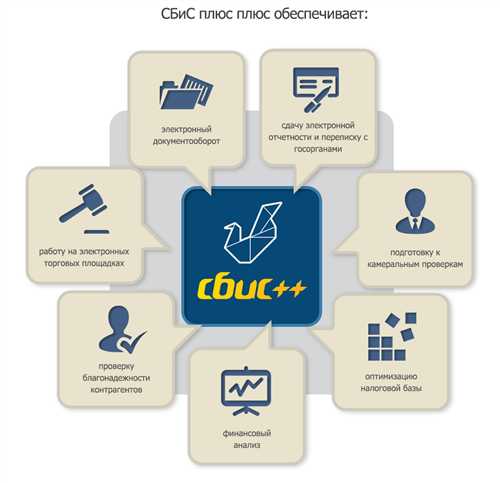 СБиС плюс плюс обеспечивает:
электронный
документооборот
сдачу электронной
отчетности и переписку с
госорганами
работу на электронных
торговых площадках
подготовку к
камеральным проверкам
сбис++
проверку
благонадежности
контрагентов
оптимизацию
налоговой базы
финансовый
анализ